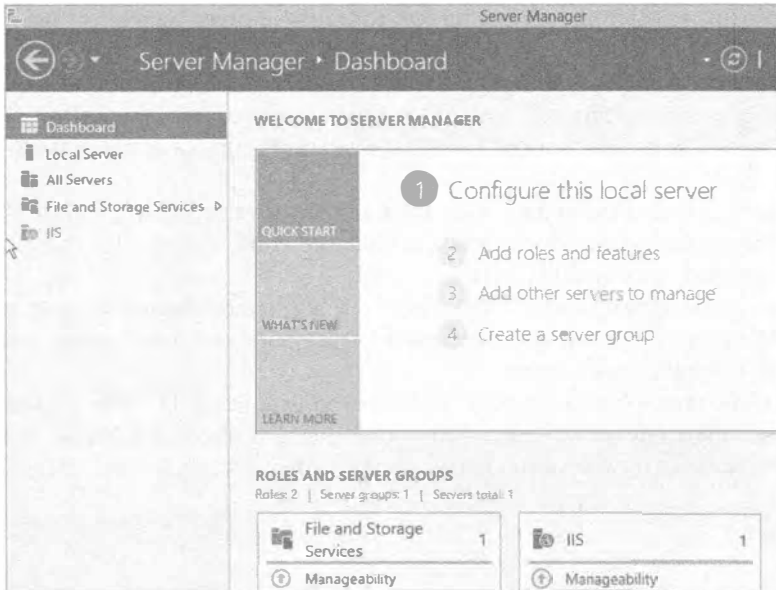 Server Manager
Server Manager • Dashboard
Dashboard
Local Server
All Servers
File and Storage Services
IIS
WELCOME TO SERVER MANAGER
QUICK START
WHAT'S NEW
LEARN MORE
1 Configure this local server
2 Add roles and features
3 Add other servers to manage
4 Create a server group
ROLES AND SERVER GROUPS
Roles: 2 | Server groups: 1 | Servers total: 1
File and Storage Services 1
Manageability
IIS 1
Manageability